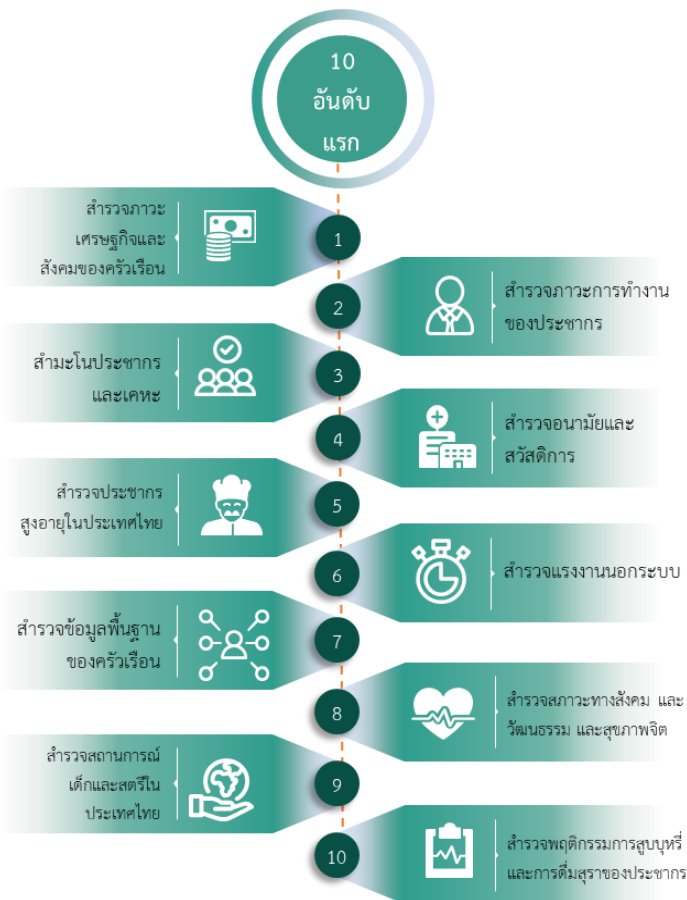 10
อันดับ
แรก
สำรวจภาวะ
เศรษฐกิจและ
สังคมของครัวเรือน
1
2
สำรวจภาวะการทำงาน
ของประชากร
สำมะโนประชากร
และเคหะ
3
4
สำรวจอนามัยและ
สวัสดิการ
สำรวจประชากร
สูงอายุในประเทศไทย
5
6
สำรวจแรงงานนอกระบบ
สำรวจข้อมูลพื้นฐาน
ของครัวเรือน
7
8
สำรวจสภาวะทางสังคม และ
วัฒนธรรม และสุขภาพจิต
สำรวจสถานการณ์
เด็กและสตรีใน
ประเทศไทย
9
10
สำรวจพฤติกรรมการสูบบุหรี่
และการดื่มสุราของประชากร